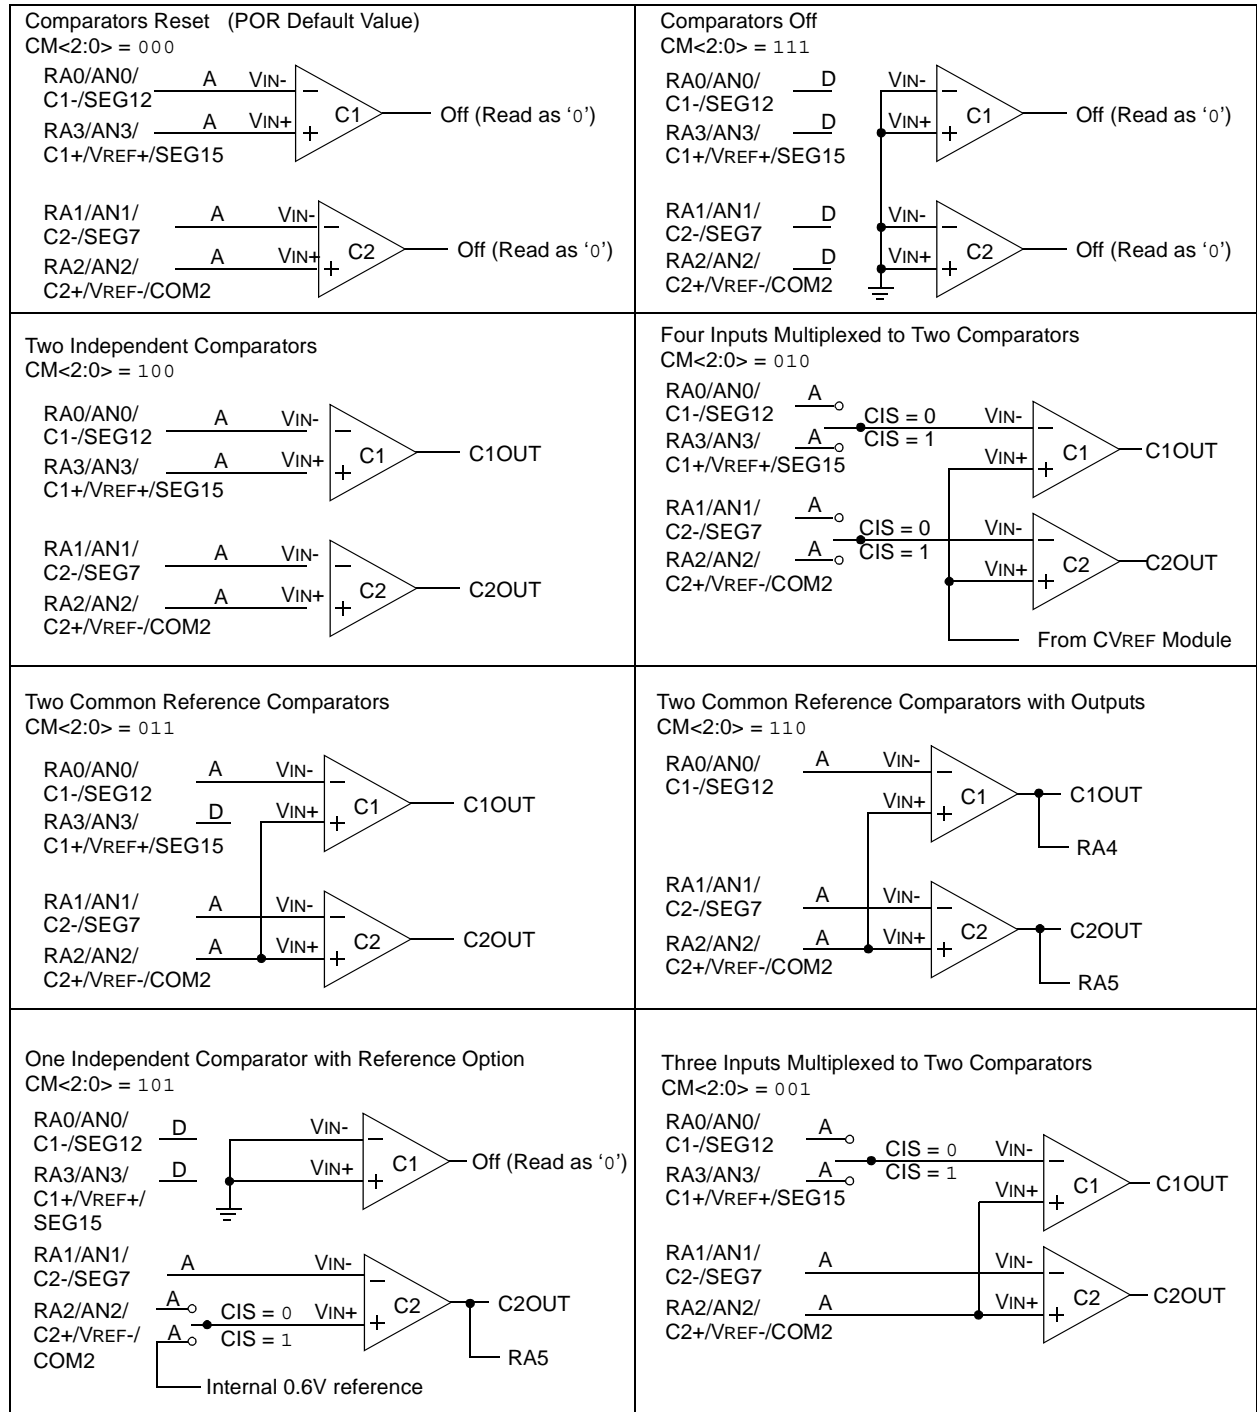 Comparators Reset (POR Default Value)
CM<2:0> = 000
RA0/AN0/
C1-/SEG12
A
VIN-
–
RA3/AN3/
C1+/VREF+/SEG15
A
VIN+
+
C1
Off (Read as ‘0’)
RA1/AN1/
C2-/SEG7
A
VIN-
–
RA2/AN2/
C2+/VREF-/COM2
A
VIN+
+
C2
Off (Read as ‘0’)
Comparators Off
CM<2:0> = 111
RA0/AN0/
C1-/SEG12
D
VIN-
–
RA3/AN3/
C1+/VREF+/SEG15
D
VIN+
+
C1
Off (Read as ‘0’)
RA1/AN1/
C2-/SEG7
D
VIN-
–
RA2/AN2/
C2+/VREF-/COM2
D
VIN+
+
C2
Off (Read as ‘0’)
Two Independent Comparators
CM<2:0> = 100
RA0/AN0/
C1-/SEG12
A
VIN-
–
RA3/AN3/
C1+/VREF+/SEG15
A
VIN+
+
C1
C1OUT
RA1/AN1/
C2-/SEG7
A
VIN-
–
RA2/AN2/
C2+/VREF-/COM2
A
VIN+
+
C2
C2OUT
Four Inputs Multiplexed to Two Comparators
CM<2:0> = 010
RA0/AN0/
C1-/SEG12
A
RA3/AN3/
C1+/VREF+/SEG15
A
CIS = 0
CIS = 1
VIN-
–
VIN+
+
C1
C1OUT
RA1/AN1/
C2-/SEG7
A
RA2/AN2/
C2+/VREF-/COM2
A
CIS = 0
CIS = 1
VIN-
–
VIN+
+
C2
C2OUT
From CVREF Module
Two Common Reference Comparators
CM<2:0> = 011
RA0/AN0/
C1-/SEG12
A
VIN-
–
RA3/AN3/
C1+/VREF+/SEG15
D
VIN+
+
C1
C1OUT
RA1/AN1/
C2-/SEG7
A
VIN-
–
RA2/AN2/
C2+/VREF-/COM2
A
VIN+
+
C2
C2OUT
Two Common Reference Comparators with Outputs
CM<2:0> = 110
RA0/AN0/
C1-/SEG12
A
VIN-
–
VIN+
+
C1
C1OUT
RA4
RA1/AN1/
C2-/SEG7
A
VIN-
–
RA2/AN2/
C2+/VREF-/COM2
A
VIN+
+
C2
C2OUT
RA5
One Independent Comparator with Reference Option
CM<2:0> = 101
RA0/AN0/
C1-/SEG12
D
VIN-
–
RA3/AN3/
C1+/VREF+/
SEG15
D
VIN+
+
C1
Off (Read as ‘0’)
RA1/AN1/
C2-/SEG7
A
VIN-
–
RA2/AN2/
C2+/VREF-/
COM2
A
A
CIS = 0
CIS = 1
VIN+
+
C2
C2OUT
RA5
Internal 0.6V reference
Three Inputs Multiplexed to Two Comparators
CM<2:0> = 001
RA0/AN0/
C1-/SEG12
A
RA3/AN3/
C1+/VREF+/SEG15
A
CIS = 0
CIS = 1
VIN-
–
VIN+
+
C1
C1OUT
RA1/AN1/
C2-/SEG7
A
VIN-
–
RA2/AN2/
C2+/VREF-/COM2
A
VIN+
+
C2
C2OUT